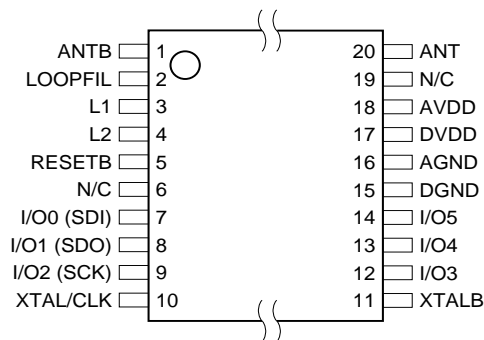 ANTB 1 20 ANT
LOOPFIL 2 19 N/C
L1 3 18 AVDD
L2 4 17 DVDD
RESETB 5 16 AGND
N/C 6 15 DGND
I/O0 (SDI) 7 14 I/O5
I/O1 (SDO) 8 13 I/O4
I/O2 (SCK) 9 12 I/O3
XTAL/CLK 10 11 XTALB